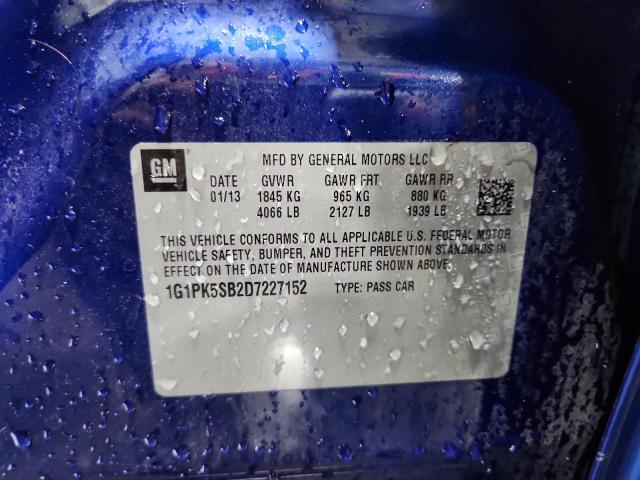 GM
MFD BY GENERAL MOTORS LLC
DATE GVWR GAWR FRT GAWR RR
01/13 1845 KG 965 KG 880 KG
4066 LB 2127 LB 1939 LB
THIS VEHICLE CONFORMS TO ALL APPLICABLE U.S. FEDERAL MOTOR
VEHICLE SAFETY, BUMPER, AND THEFT PREVENTION STANDARDS IN
EFFECT ON THE DATE OF MANUFACTURE SHOWN ABOVE.
1G1PK5SB2D7227152 TYPE: PASS CAR